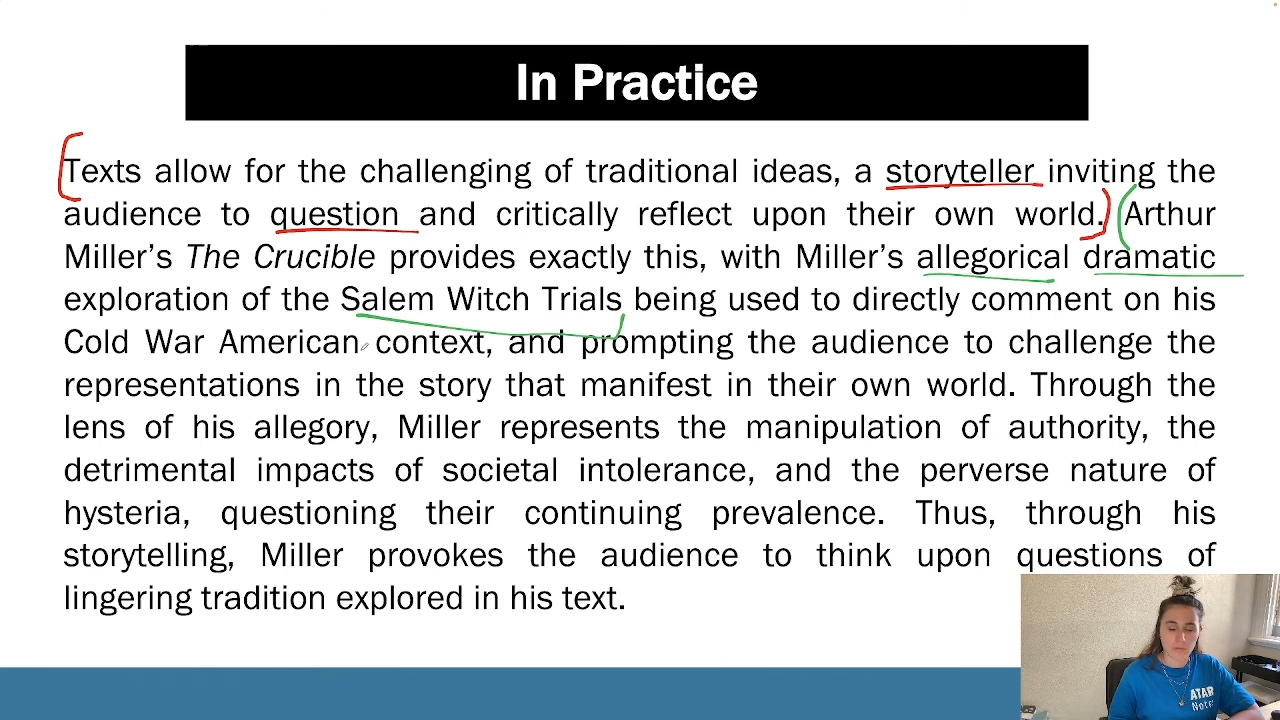 In Practice
Texts allow for the challenging of traditional ideas, a storyteller inviting the
audience to question and critically reflect upon their own world. Arthur
Miller's The Crucible provides exactly this, with Miller's allegorical dramatic
exploration of the Salem Witch Trials being used to directly comment on his
Cold War American context, and prompting the audience to challenge the
representations in the story that manifest in their own world. Through the
lens of his allegory, Miller represents the manipulation of authority, the
detrimental impacts of societal intolerance, and the perverse nature of
hysteria, questioning their continuing prevalence. Thus, through his
storytelling, Miller provokes the audience to think upon questions of
lingering tradition explored in his text.
ATAR
Notes